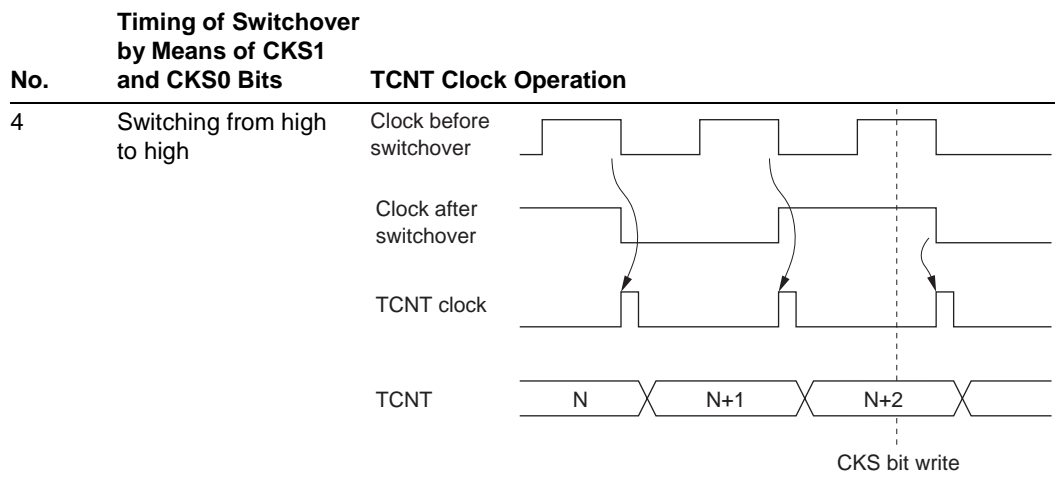 Timing of Switchover
by Means of CKS1
No. and CKS0 Bits TCNT Clock Operation
4 Switching from high
to high
Clock before
switchover
Clock after
switchover
TCNT clock
TCNT N N+1 N+2
CKS bit write